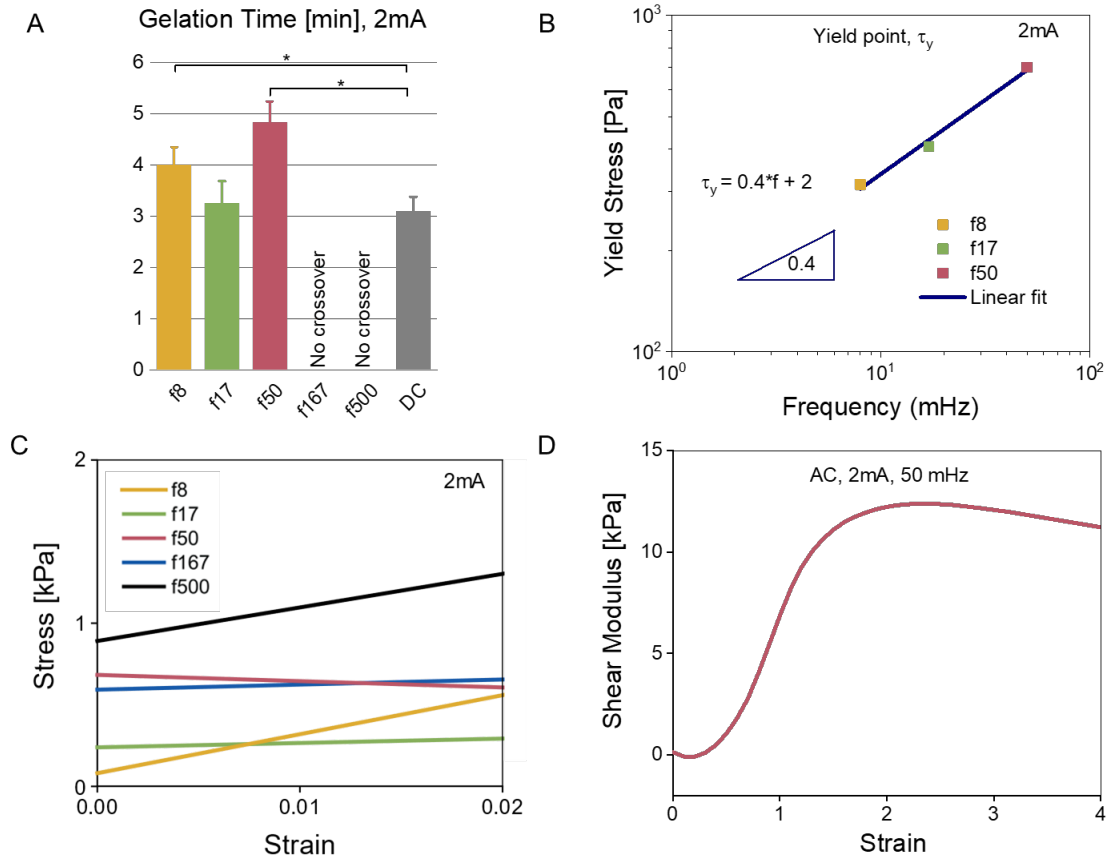 A
Gelation Time [min], 2mA
6
5
4
3
2
1
0
*
*
No crossover
No crossover
f8
f17
f50
f167
f500
DC
B
Yield point, τy
2mA
Yield Stress [Pa]
10³
10²
τy = 0.4*f + 2
0.4
f8
f17
f50
Linear fit
10⁰
10¹
10²
Frequency (mHz)
C
2mA
Stress [kPa]
2
1
0
f8
f17
f50
f167
f500
0.00
0.01
0.02
Strain
D
AC, 2mA, 50 mHz
Shear Modulus [kPa]
15
10
5
0
0
1
2
3
4
Strain